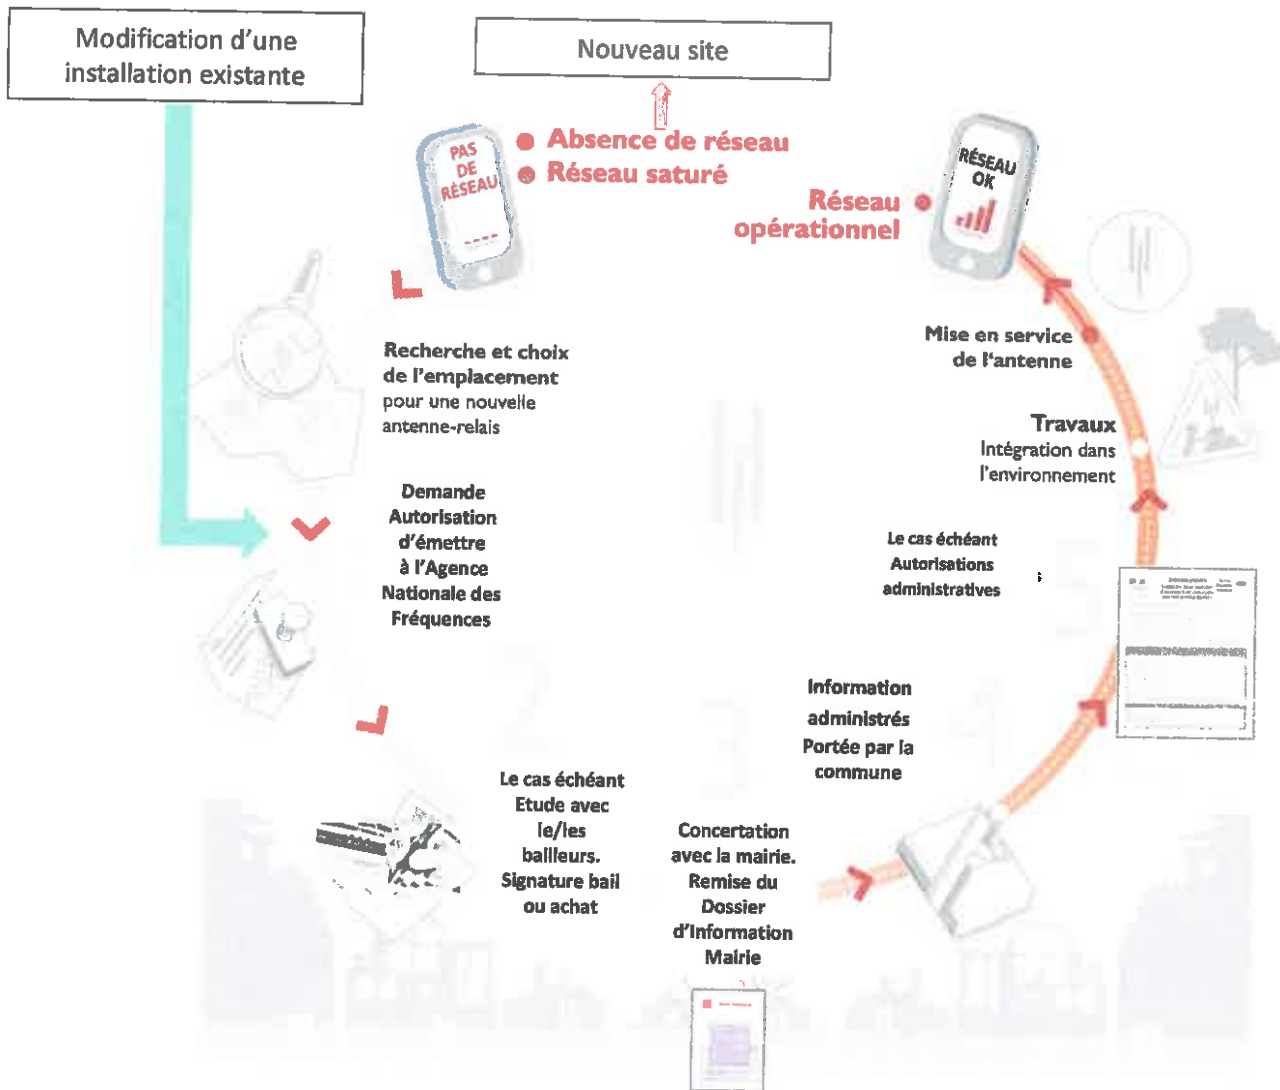 Modification d'une
installation existante
Nouveau site
Absence de réseau
Réseau saturé
PAS
DE
RÉSEAU
RÉSEAU
OK
Réseau
opérationnel
Recherche et choix
de l'emplacement
pour une nouvelle
antenne-relais
Demande
Autorisation
d'émettre
à l'Agence
Nationale des
Fréquences
Le cas échéant
Etude avec
le/les
bailleurs.
Signature bail
ou achat
Concertation
avec la mairie.
Remise du
Dossier
d'Information
Mairie
Information
administrés
Portée par la
commune
Le cas échéant
Autorisations
administratives
Travaux
Intégration dans
l'environnement
Mise en service
de l'antenne
2
3
4
5